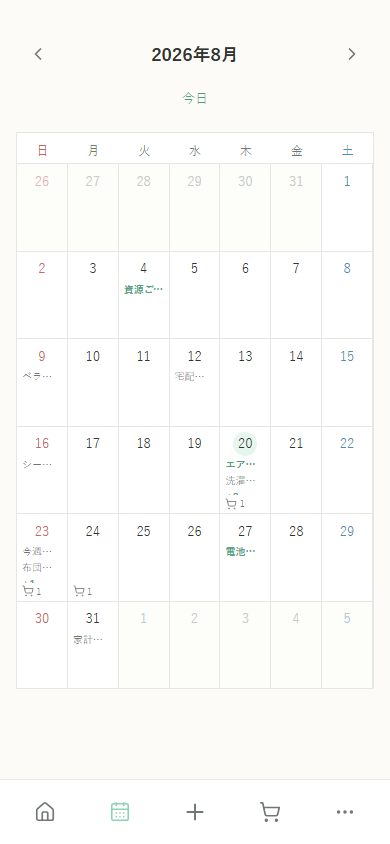 2026年8月
今日
日 月 火 水 木 金 土
26 27 28 29 30 31 1
2 3 4 5 6 7 8
資源ご…
9 10 11 12 13 14 15
ベラ… 宅配…
16 17 18 19 20 21 22
シー… エア…
洗濯…
1
23 24 25 26 27 28 29
今週… 電池…
布団…
1 1
30 31 1 2 3 4 5
家計…